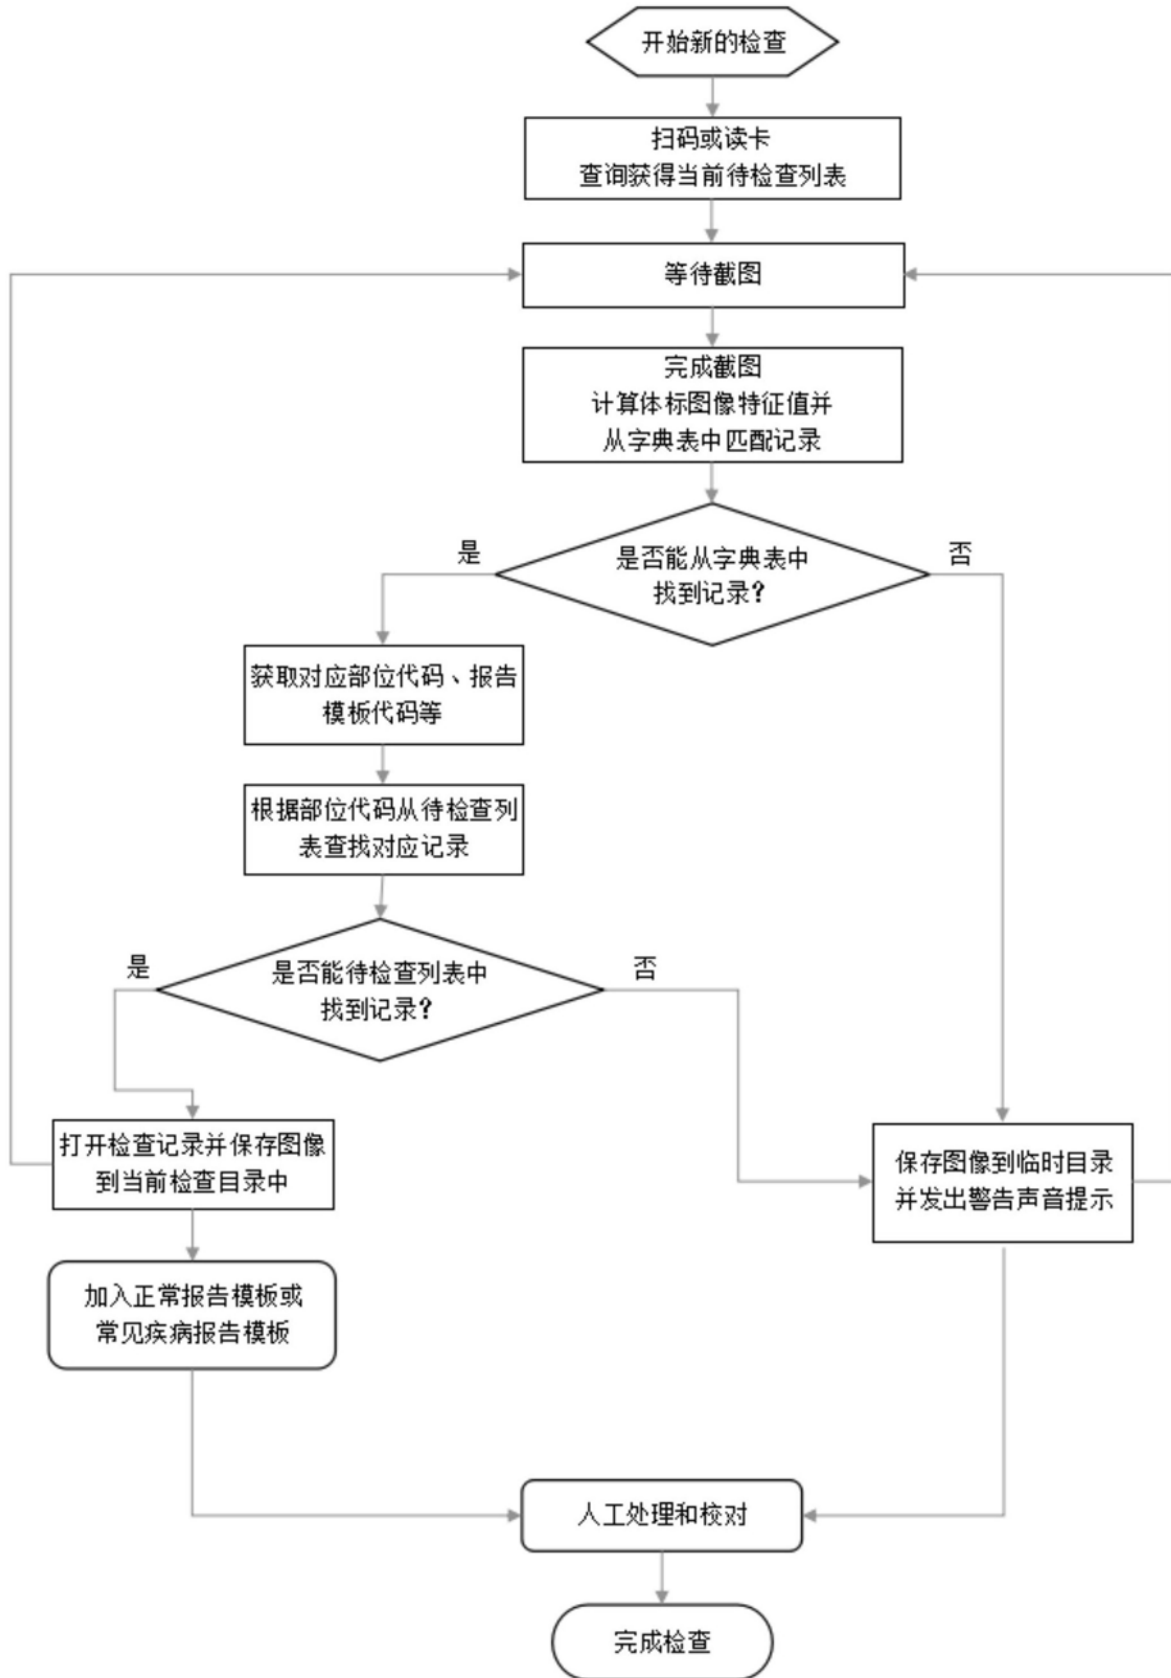 开始新的检查
扫码或读卡
查询获得当前待检查列表
等待截图
完成截图
计算体标图像特征值并
从字典表中匹配记录
是
是否能从字典表中
找到记录？
否
获取对应部位代码、报告
模板代码等
根据部位代码从待检查列
表查找对应记录
是
是否能待检查列表中
找到记录？
否
打开检查记录并保存图像
到当前检查目录中
保存图像到临时目录
并发出警告声音提示
加入正常报告模板或
常见疾病报告模板
人工处理和校对
完成检查